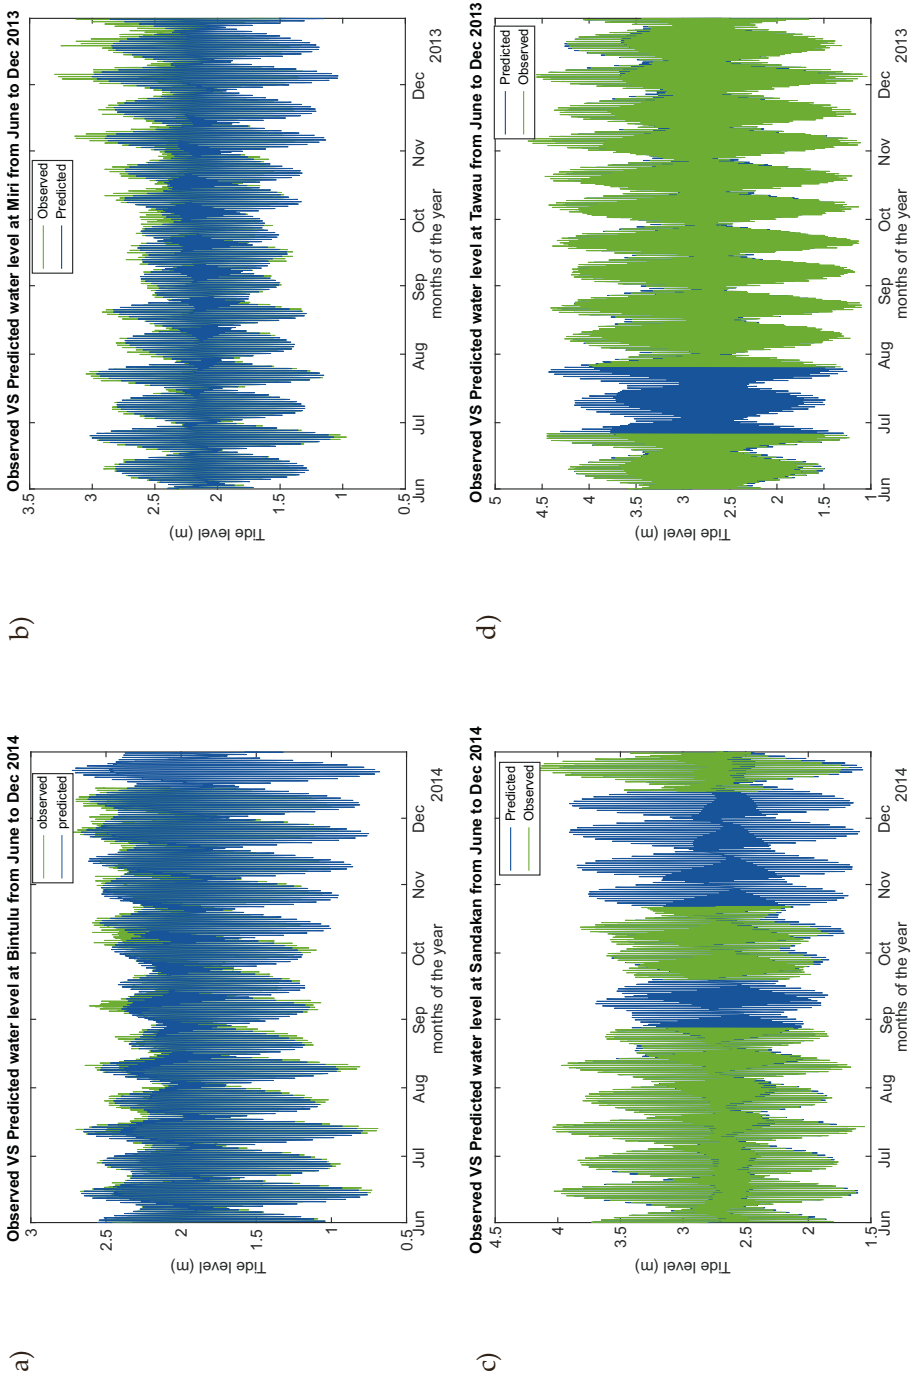 a)
Observed VS Predicted water level at Bintulu from June to Dec 2014
observed
predicted
Tide level (m)
3
2.5
2
1.5
1
0.5
Jun
Jul
Aug
Sep
Oct
Nov
Dec
months of the year
2014
b)
Observed VS Predicted water level at Miri from June to Dec 2013
Observed
Predicted
Tide level (m)
3.5
3
2.5
2
1.5
1
0.5
Jun
Jul
Aug
Sep
Oct
Nov
Dec
months of the year
2013
c)
Observed VS Predicted water level at Sandakan from June to Dec 2014
Predicted
Observed
Tide level (m)
4.5
4
3.5
3
2.5
2
1.5
Jun
Jul
Aug
Sep
Oct
Nov
Dec
months of the year
2014
d)
Observed VS Predicted water level at Tawau from June to Dec 2013
Predicted
Observed
Tide level (m)
5
4.5
4
3.5
3
2.5
2
1.5
1
Jun
Jul
Aug
Sep
Oct
Nov
Dec
months of the year
2013